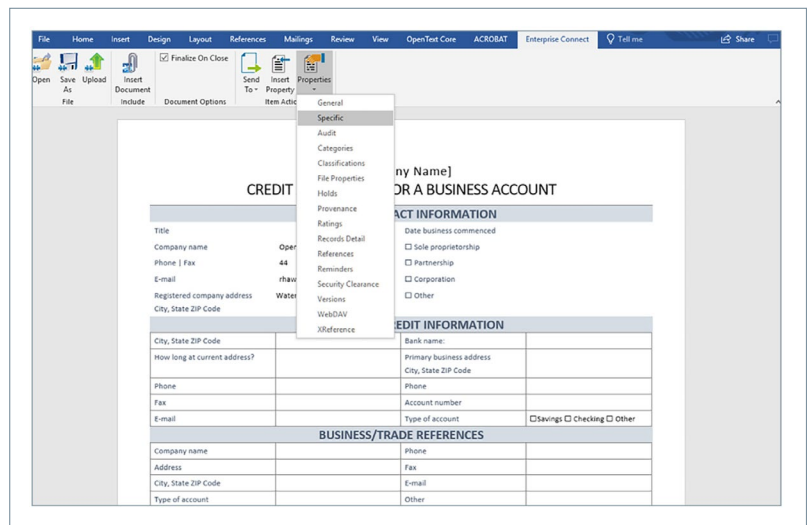 File Home Insert Design Layout References Mailings Review View OpenText Core ACROBAT Enterprise Connect Tell me Share
Open Save As Upload Insert Document Finalize On Close Send To Insert Property Properties
File Include Document Options Item Actio
General
Specific
Audit
Categories
Classifications
File Properties
Holds
Provenance
Ratings
Records Detail
References
Reminders
Security Clearance
Versions
WebDAV
XReference
ny Name]
CREDIT OR A BUSINESS ACCOUNT
ACT INFORMATION
Title Date business commenced
Company name Oper ☐ Sole proprietorship
Phone | Fax 44 ☐ Partnership
E-mail rhaw ☐ Corporation
Registered company address Water ☐ Other
City, State ZIP Code
EDIT INFORMATION
City, State ZIP Code Bank name:
How long at current address? Primary business address
City, State ZIP Code
Phone Phone
Fax Account number
E-mail Type of account ☐Savings ☐ Checking ☐ Other
BUSINESS/TRADE REFERENCES
Company name Phone
Address Fax
City, State ZIP Code E-mail
Type of account Other